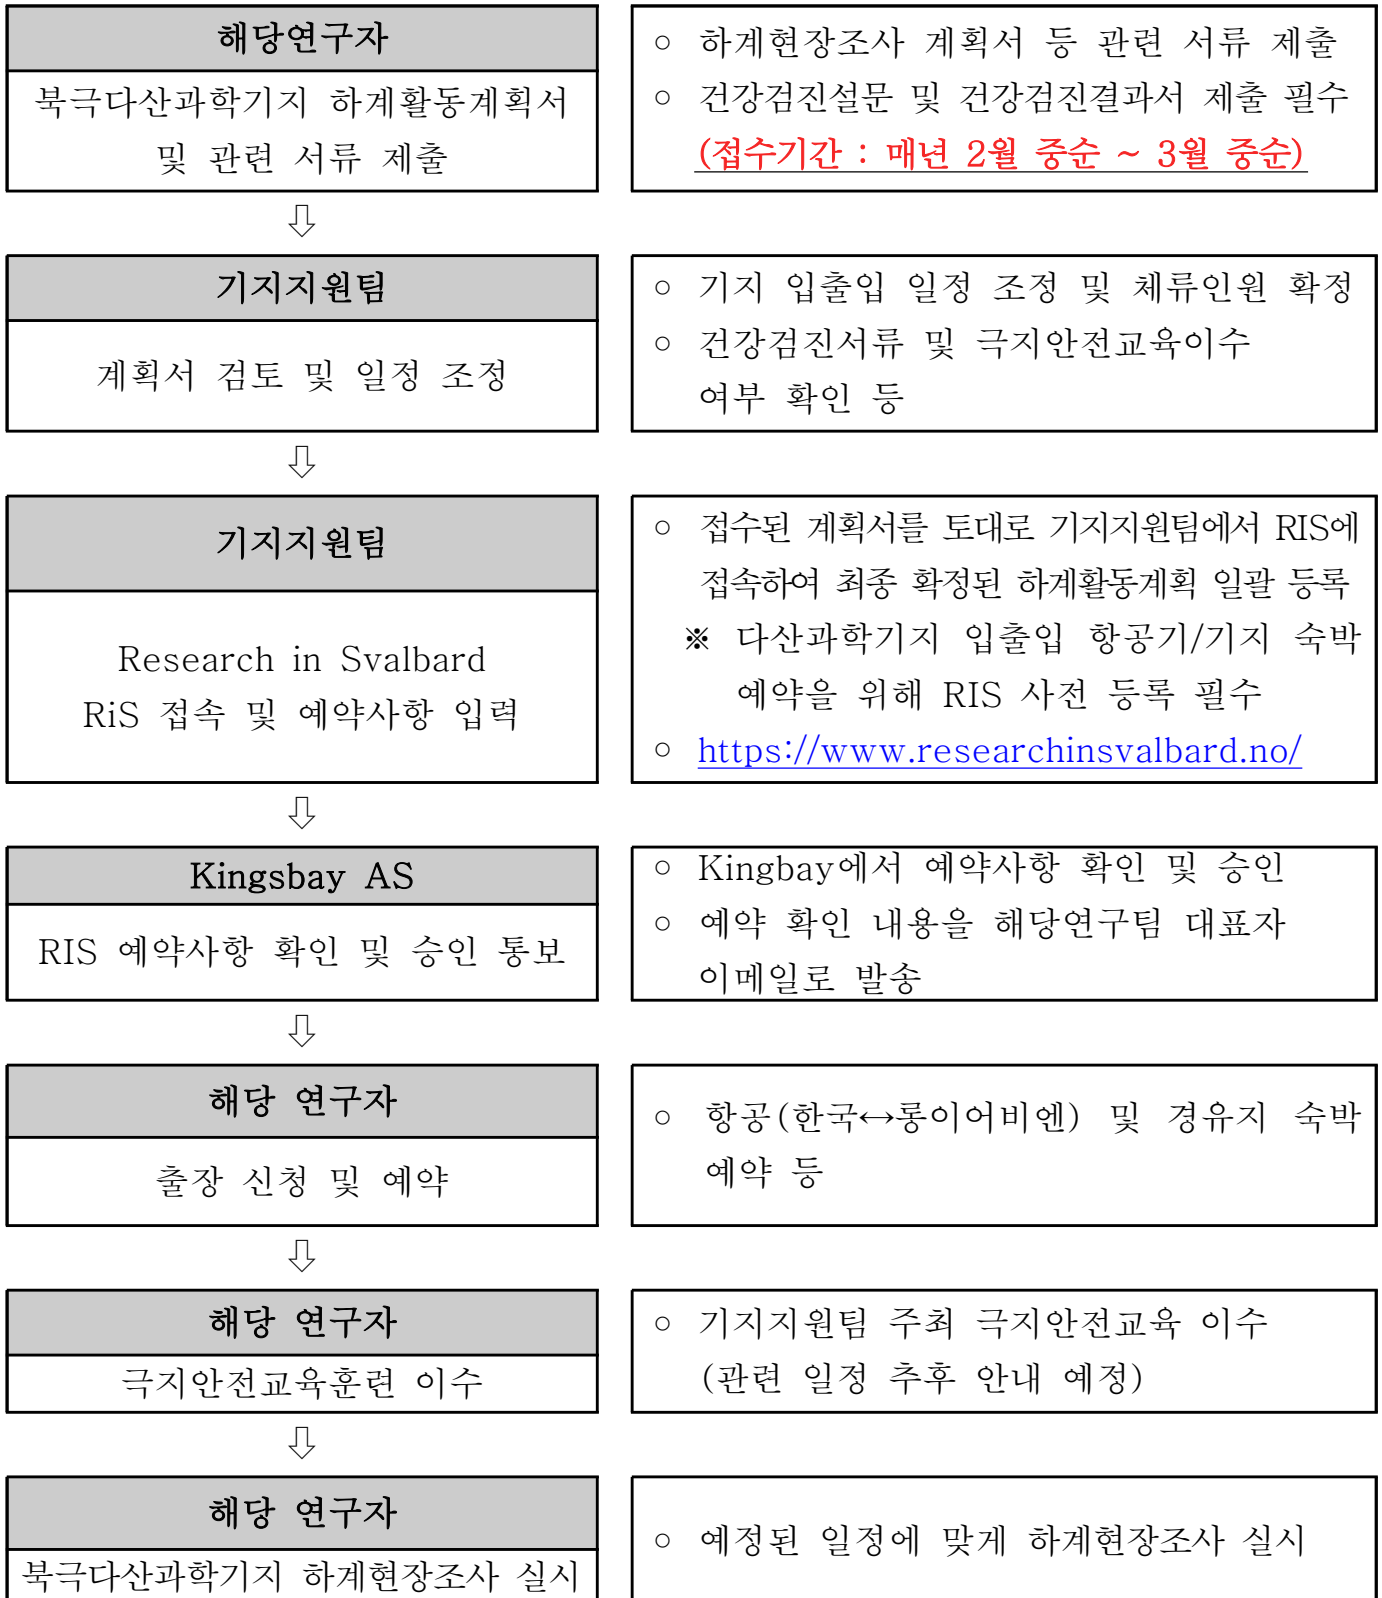 해당연구자
북극다산과학기지 하계활동계획서
및 관련 서류 제출
○ 하계현장조사 계획서 등 관련 서류 제출
○ 건강검진설문 및 건강검진결과서 제출 필수
(접수기간 : 매년 2월 중순 ~ 3월 중순)
⇩
기지지원팀
계획서 검토 및 일정 조정
○ 기지 입출입 일정 조정 및 체류인원 확정
○ 건강검진서류 및 극지안전교육이수
여부 확인 등
⇩
기지지원팀
Research in Svalbard
RiS 접속 및 예약사항 입력
○ 접수된 계획서를 토대로 기지지원팀에서 RIS에
접속하여 최종 확정된 하계활동계획 일괄 등록
※ 다산과학기지 입출입 항공기/기지 숙박
예약을 위해 RIS 사전 등록 필수
○ https://www.researchinsvalbard.no/
⇩
Kingsbay AS
RIS 예약사항 확인 및 승인 통보
○ Kingbay에서 예약사항 확인 및 승인
○ 예약 확인 내용을 해당연구팀 대표자
이메일로 발송
⇩
해당 연구자
출장 신청 및 예약
○ 항공(한국↔롱이어비엔) 및 경유지 숙박
예약 등
⇩
해당 연구자
극지안전교육훈련 이수
○ 기지지원팀 주최 극지안전교육 이수
(관련 일정 추후 안내 예정)
⇩
해당 연구자
북극다산과학기지 하계현장조사 실시
○ 예정된 일정에 맞게 하계현장조사 실시